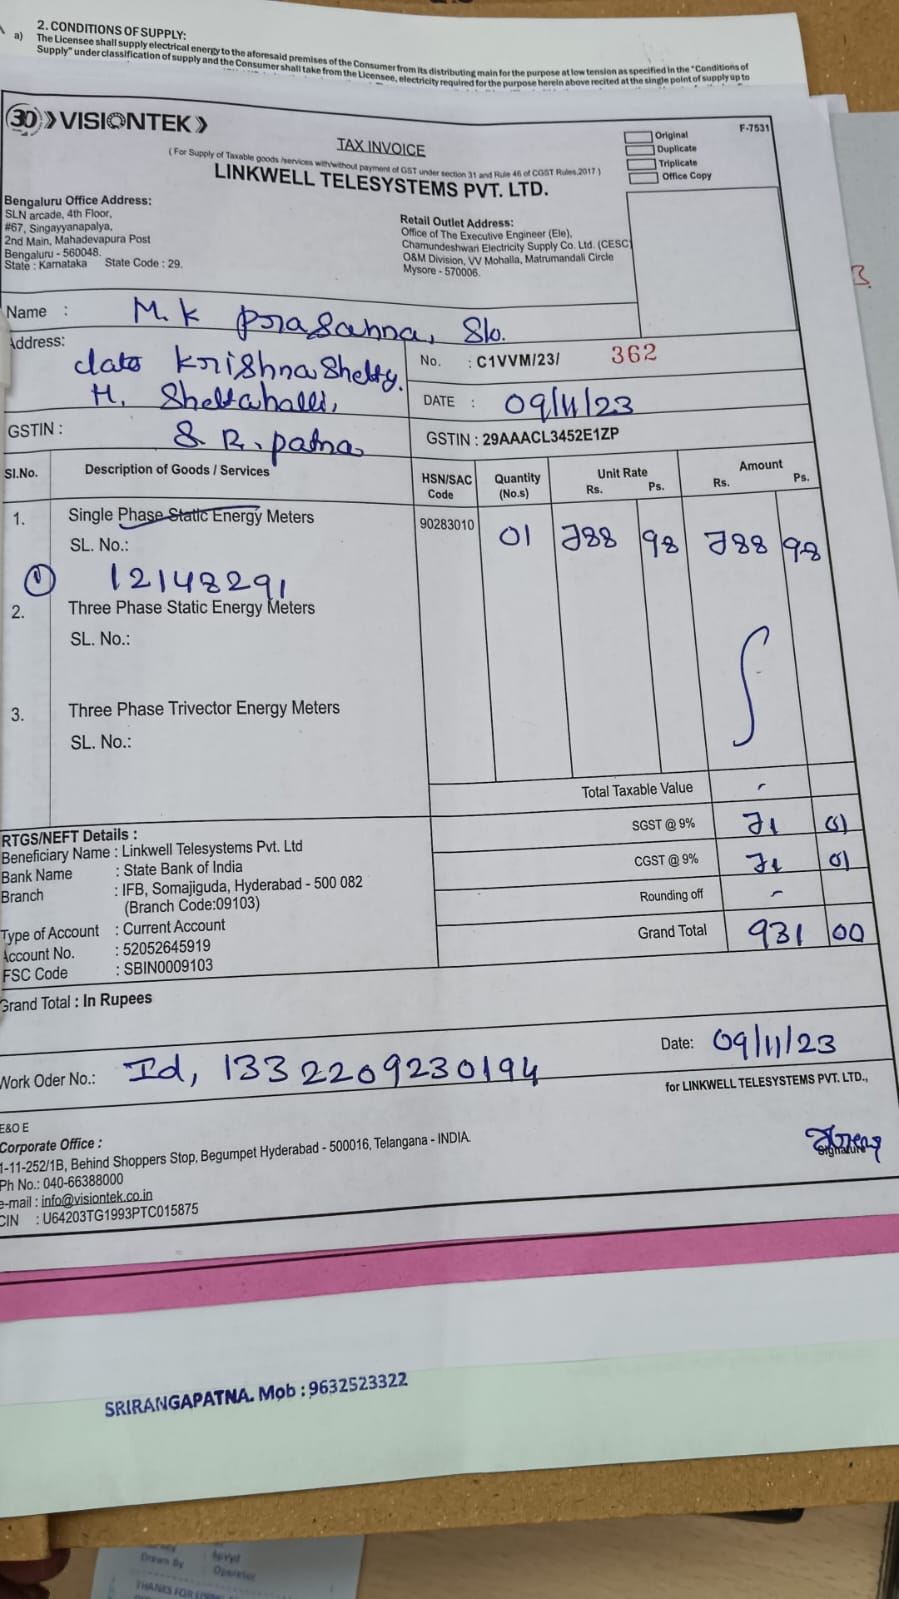 2. CONDITIONS OF SUPPLY:
a) The Licensee shall supply electrical energy to the aforesaid premises of the Consumer from its distributing main for the purpose at low tension as specified in the "Conditions of
Supply" under classification of supply and the Consumer shall take from the Licensee, electricity required for the purpose herein above recited at the single point of supply up to
30 VISIONTEK
TAX INVOICE
F-7531
( For Supply of Taxable goods /services with/without payment of GST under section 31 and Rule 46 of CGST Rules,2017 )
LINKWELL TELESYSTEMS PVT. LTD.
Original
Duplicate
Triplicate
Office Copy
Bengaluru Office Address:
SLN arcade, 4th Floor,
#67, Singayyanapalya,
2nd Main, Mahadevapura Post
Bengaluru - 560048.
State : Karnataka State Code : 29.
Retail Outlet Address:
Office of The Executive Engineer (Ele),
Chamundeshwari Electricity Supply Co. Ltd. (CESC)
O&M Division, VV Mohalla, Matrumandali Circle
Mysore - 570006.
Name : M.K Prasanna, S/o.
Address: late Krishna Shetty.
H. Shettahalli,
S.R.patna
No. : C1VVM/23/ 362
DATE : 09/11/23
GSTIN :
GSTIN : 29AAACL3452E1ZP
Sl.No. Description of Goods / Services HSN/SAC Code Quantity (No.s) Unit Rate Rs. Ps. Amount Rs. Ps.
1. Single Phase Static Energy Meters 90283010 01 788 98 788 98
SL. No.:
1 12148291
2. Three Phase Static Energy Meters
SL. No.:
3. Three Phase Trivector Energy Meters
SL. No.:
Total Taxable Value -
SGST @ 9% 71 01
CGST @ 9% 71 01
Rounding off -
Grand Total 931 00
RTGS/NEFT Details :
Beneficiary Name : Linkwell Telesystems Pvt. Ltd
Bank Name : State Bank of India
Branch : IFB, Somajiguda, Hyderabad - 500 082
(Branch Code:09103)
Type of Account : Current Account
Account No. : 52052645919
FSC Code : SBIN0009103
Grand Total : In Rupees
Work Oder No.: Id, 1332209230194
Date: 09/11/23
for LINKWELL TELESYSTEMS PVT. LTD.,
E&O E
Corporate Office :
1-11-252/1B, Behind Shoppers Stop, Begumpet Hyderabad - 500016, Telangana - INDIA.
Ph No.: 040-66388000
e-mail : info@visiontek.co.in
CIN : U64203TG1993PTC015875
Signature
SRIRANGAPATNA. Mob : 9632523322
Drawn By : Operator